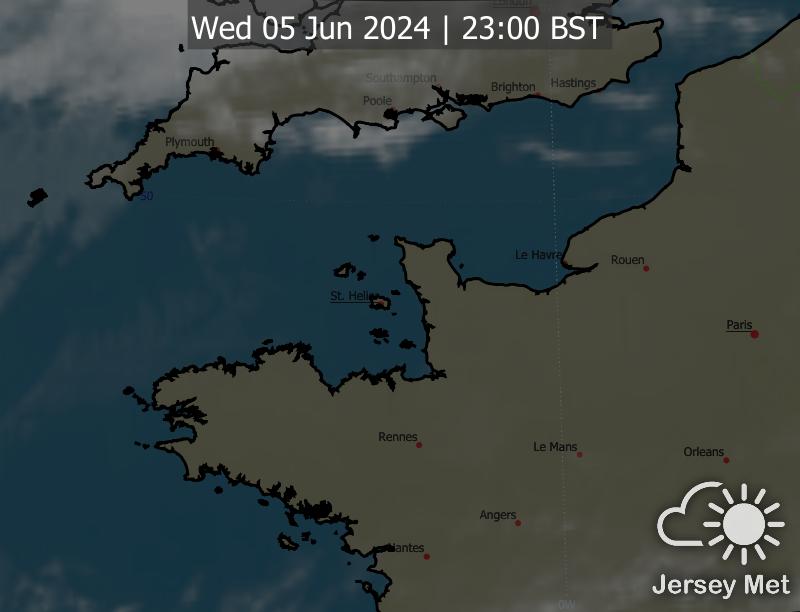 London
Wed 05 Jun 2024 | 23:00 BST
Southampton
Brighton
Hastings
Poole
Plymouth
50
Le Havre
Rouen
St. Helier
Paris
Rennes
Le Mans
Orleans
Angers
Nantes
Jersey Met
0W